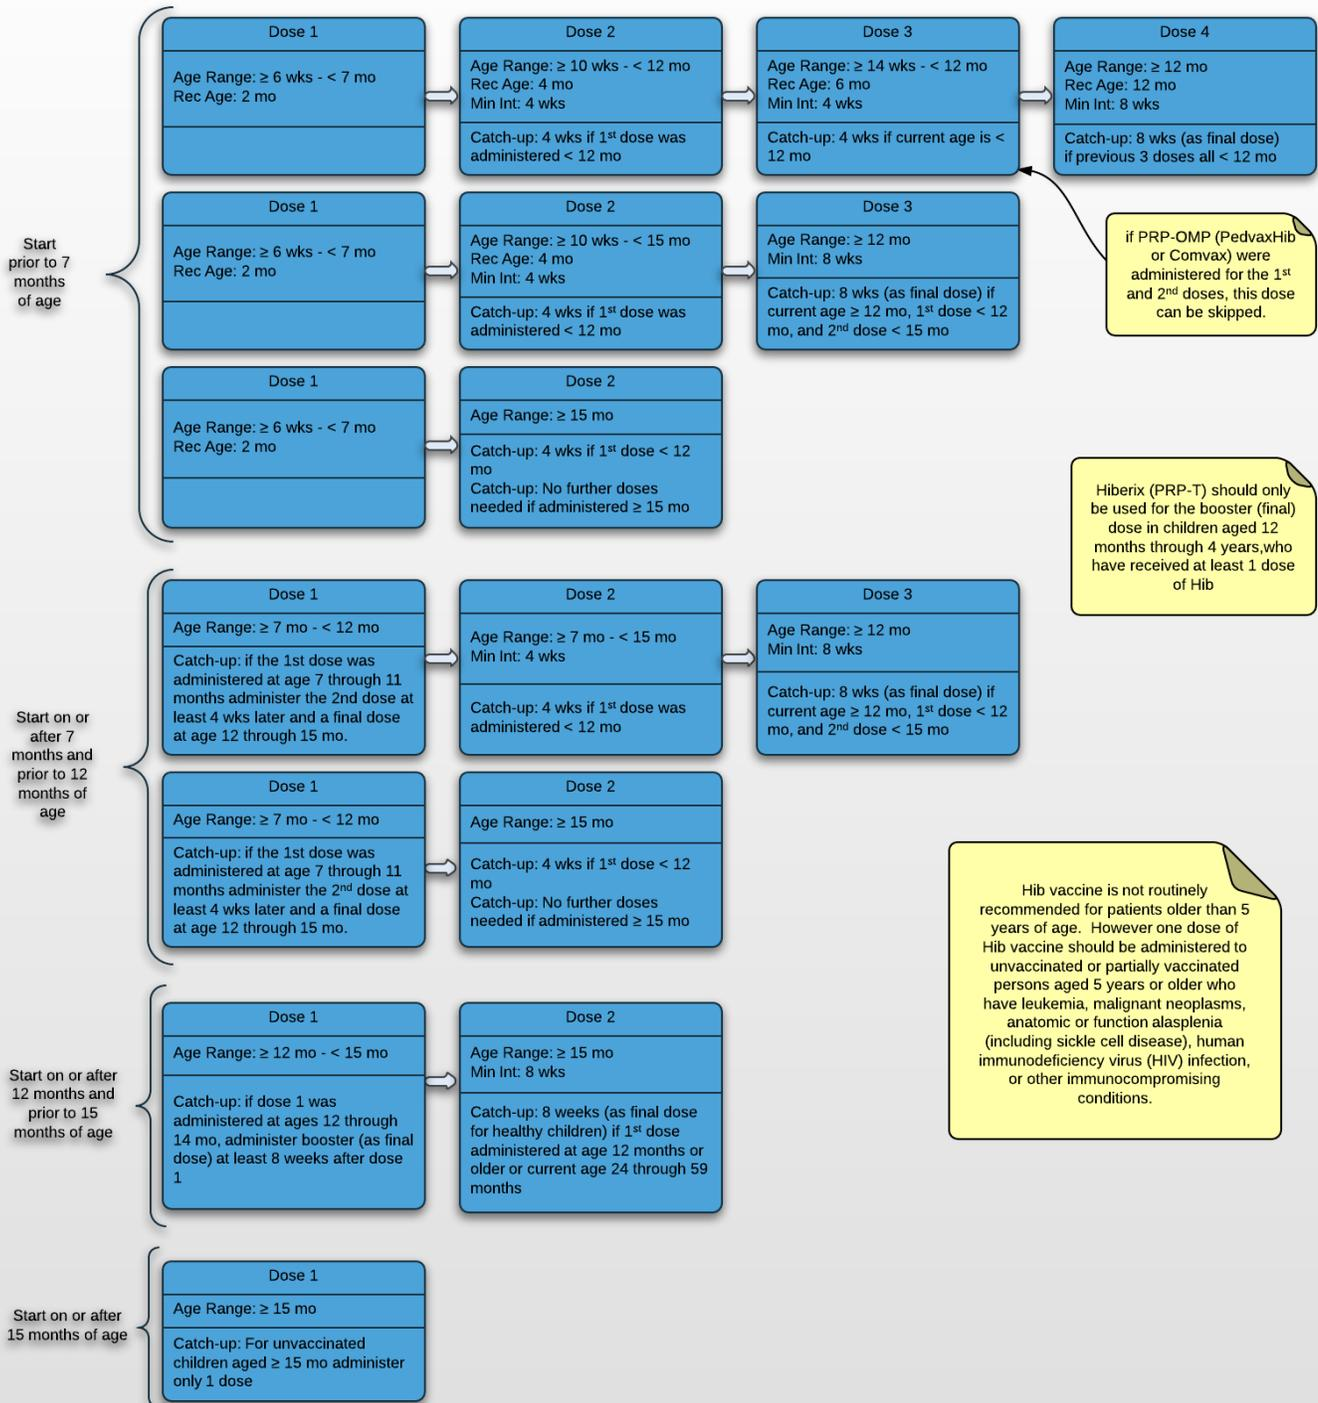 Start
prior to 7
months
of age
Dose 1
Age Range: ≥ 6 wks - < 7 mo
Rec Age: 2 mo
Dose 2
Age Range: ≥ 10 wks - < 12 mo
Rec Age: 4 mo
Min Int: 4 wks
Catch-up: 4 wks if 1st dose was
administered < 12 mo
Dose 3
Age Range: ≥ 14 wks - < 12 mo
Rec Age: 6 mo
Min Int: 4 wks
Catch-up: 4 wks if current age is <
12 mo
Dose 4
Age Range: ≥ 12 mo
Rec Age: 12 mo
Min Int: 8 wks
Catch-up: 8 wks (as final dose)
if previous 3 doses all < 12 mo
Dose 1
Age Range: ≥ 6 wks - < 7 mo
Rec Age: 2 mo
Dose 2
Age Range: ≥ 10 wks - < 15 mo
Rec Age: 4 mo
Min Int: 4 wks
Catch-up: 4 wks if 1st dose was
administered < 12 mo
Dose 3
Age Range: ≥ 12 mo
Min Int: 8 wks
Catch-up: 8 wks (as final dose) if
current age ≥ 12 mo, 1st dose < 12
mo, and 2nd dose < 15 mo
if PRP-OMP (PedvaxHib
or Comvax) were
administered for the 1st
and 2nd doses, this dose
can be skipped.
Dose 1
Age Range: ≥ 6 wks - < 7 mo
Rec Age: 2 mo
Dose 2
Age Range: ≥ 15 mo
Catch-up: 4 wks if 1st dose < 12
mo
Catch-up: No further doses
needed if administered ≥ 15 mo
Hiberix (PRP-T) should only
be used for the booster (final)
dose in children aged 12
months through 4 years,who
have received at least 1 dose
of Hib
Start on or
after 7
months and
prior to 12
months of
age
Dose 1
Age Range: ≥ 7 mo - < 12 mo
Catch-up: if the 1st dose was
administered at age 7 through 11
months administer the 2nd dose at
least 4 wks later and a final dose
at age 12 through 15 mo.
Dose 2
Age Range: ≥ 7 mo - < 15 mo
Min Int: 4 wks
Catch-up: 4 wks if 1st dose was
administered < 12 mo
Dose 3
Age Range: ≥ 12 mo
Min Int: 8 wks
Catch-up: 8 wks (as final dose) if
current age ≥ 12 mo, 1st dose < 12
mo, and 2nd dose < 15 mo
Dose 1
Age Range: ≥ 7 mo - < 12 mo
Catch-up: if the 1st dose was
administered at age 7 through 11
months administer the 2nd dose at
least 4 wks later and a final dose
at age 12 through 15 mo.
Dose 2
Age Range: ≥ 15 mo
Catch-up: 4 wks if 1st dose < 12
mo
Catch-up: No further doses
needed if administered ≥ 15 mo
Hib vaccine is not routinely
recommended for patients older than 5
years of age. However one dose of
Hib vaccine should be administered to
unvaccinated or partially vaccinated
persons aged 5 years or older who
have leukemia, malignant neoplasms,
anatomic or function alasplenia
(including sickle cell disease), human
immunodeficiency virus (HIV) infection,
or other immunocompromising
conditions.
Start on or after
12 months and
prior to 15
months of age
Dose 1
Age Range: ≥ 12 mo - < 15 mo
Catch-up: if dose 1 was
administered at ages 12 through
14 mo, administer booster (as final
dose) at least 8 weeks after dose
1
Dose 2
Age Range: ≥ 15 mo
Min Int: 8 wks
Catch-up: 8 weeks (as final dose
for healthy children) if 1st dose
administered at age 12 months or
older or current age 24 through 59
months
Start on or after
15 months of age
Dose 1
Age Range: ≥ 15 mo
Catch-up: For unvaccinated
children aged ≥ 15 mo administer
only 1 dose